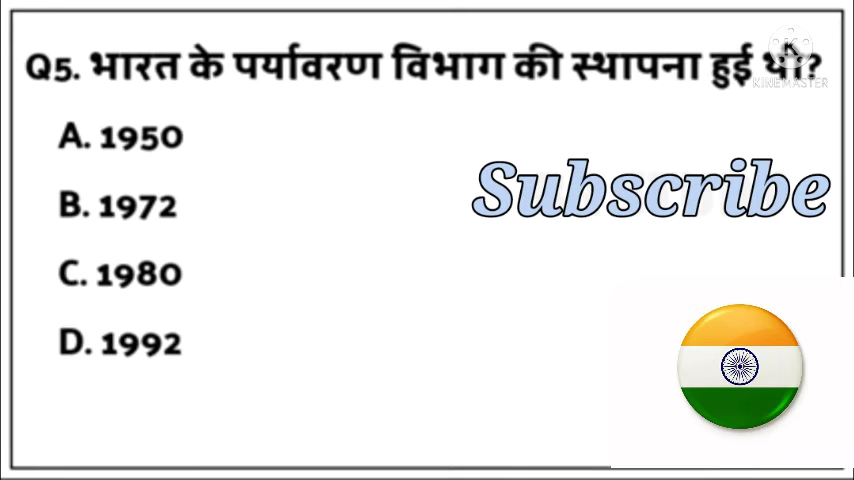 Q5. भारत के पर्यावरण विभाग की स्थापना हुई थी?
KINEMASTER
A. 1950
Subscribe
B. 1972
C. 1980
D. 1992